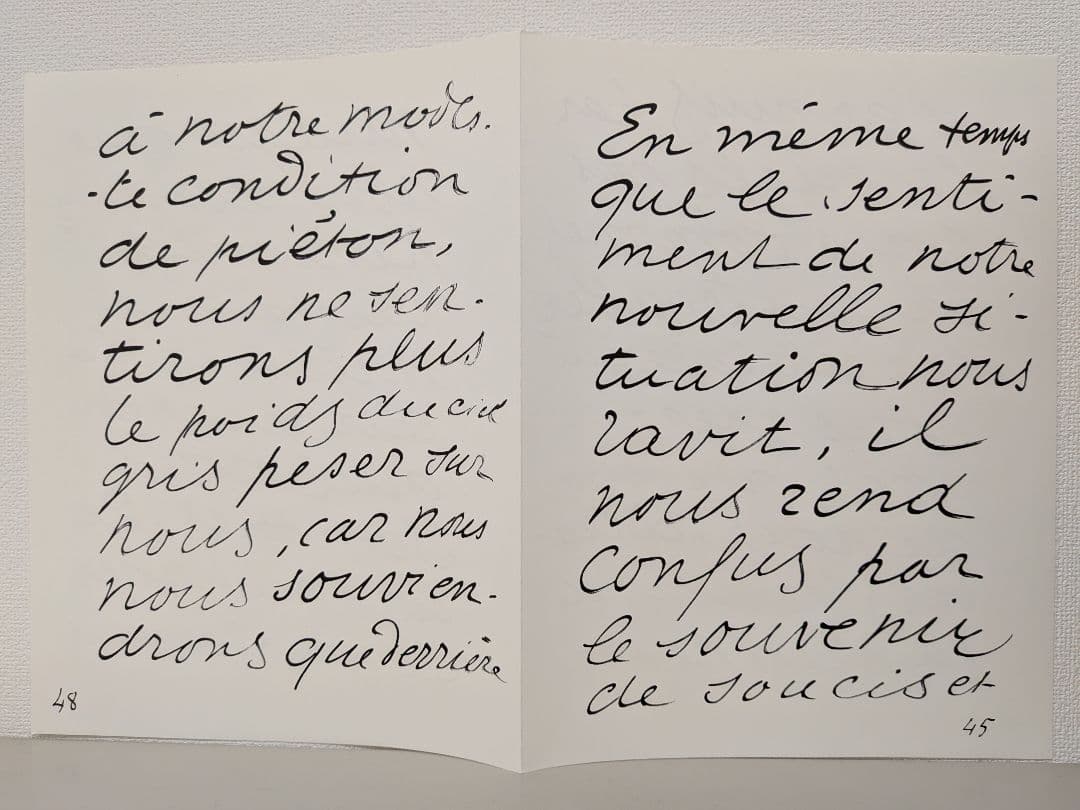 à notre modes-
-te condition
de piéton,
nous ne sen-
tirons plus
le poids du ciel
gris peser sur
nous, car nous
nous souvien-
drons que derrière
48
En même temps
que le senti-
ment de notre
nouvelle si-
tuation nous
ravit, il
nous rend
confus par
le souvenir
de soucis et
45